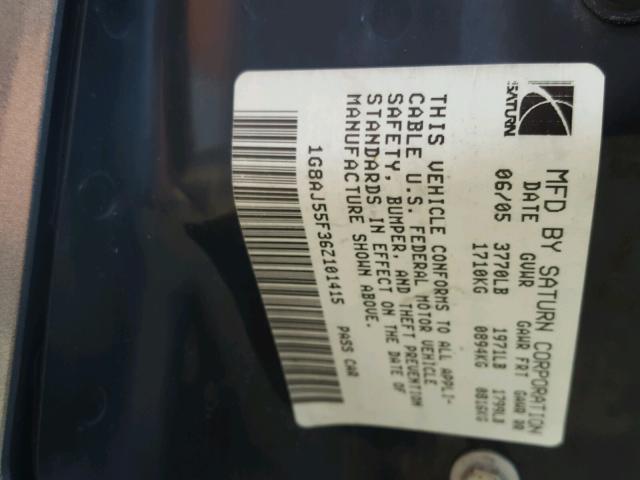 SATURN
MFD BY SATURN CORPORATION
DATE GVWR GAWR FRT GAWR RR
06/05 3770LB 1971LB 1799LB
1710KG 0894KG 0816KG
THIS VEHICLE CONFORMS TO ALL APPLI-
CABLE U.S. FEDERAL MOTOR VEHICLE
SAFETY, BUMPER, AND THEFT PREVENTION
STANDARDS IN EFFECT ON THE DATE OF
MANUFACTURE SHOWN ABOVE.
1G8AJ55F36Z101415 PASS CAR